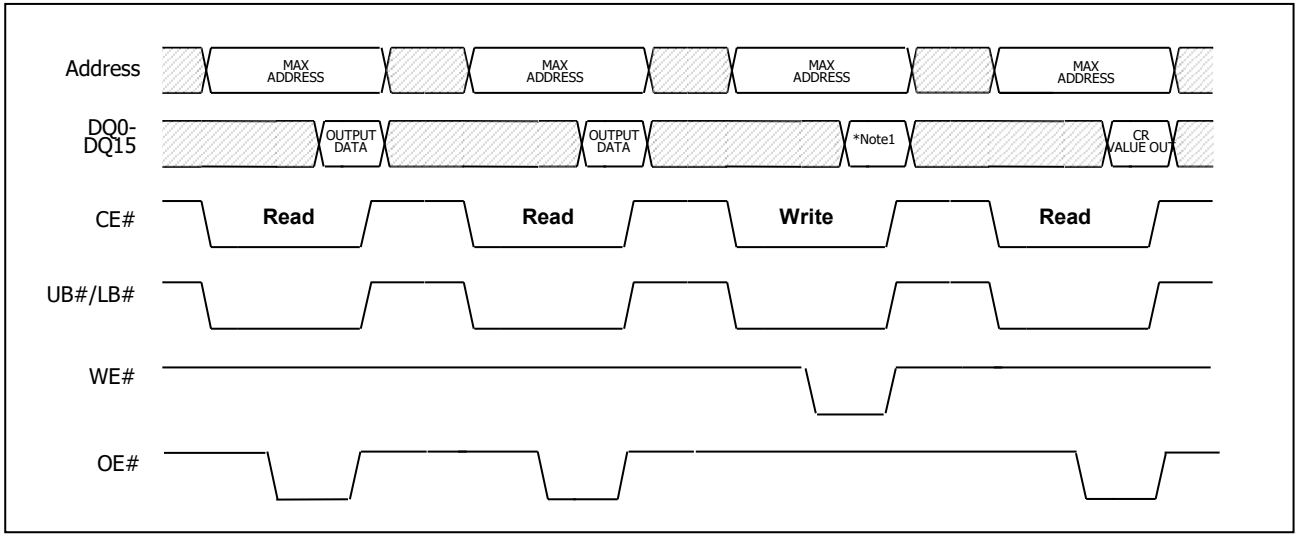 Address
MAX
ADDRESS
MAX
ADDRESS
MAX
ADDRESS
MAX
ADDRESS
DQ0-
DQ15
OUTPUT
DATA
OUTPUT
DATA
*Note1
CR
VALUE OUT
CE#
Read
Read
Write
Read
UB#/LB#
WE#
OE#